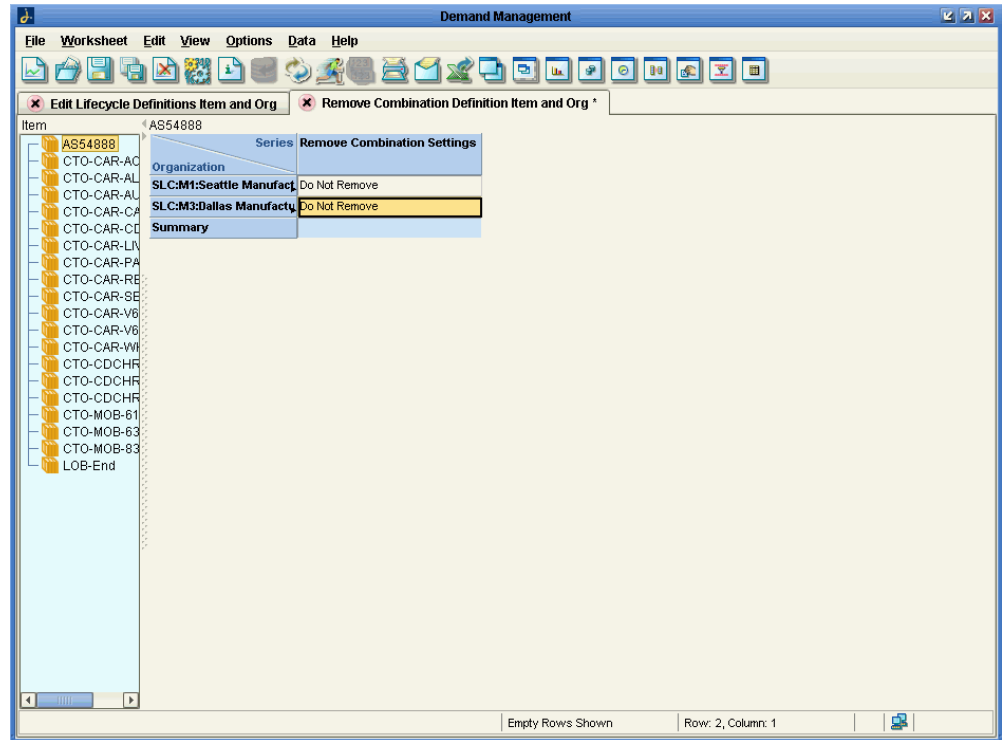 Demand Management
File Worksheet Edit View Options Data Help
Edit Lifecycle Definitions Item and Org
Remove Combination Definition Item and Org *
Item
AS54888
AS54888
CTO-CAR-AC
CTO-CAR-AL
CTO-CAR-AU
CTO-CAR-CA
CTO-CAR-CD
CTO-CAR-LIV
CTO-CAR-PA
CTO-CAR-RE
CTO-CAR-SE
CTO-CAR-V6
CTO-CAR-V6
CTO-CAR-WH
CTO-CDCHR
CTO-CDCHR
CTO-CDCHR
CTO-MOB-61
CTO-MOB-63
CTO-MOB-83
LOB-End
Series Remove Combination Settings
Organization
SLC:M1:Seattle Manufact Do Not Remove
SLC:M3:Dallas Manufactu Do Not Remove
Summary
Empty Rows Shown
Row: 2, Column: 1